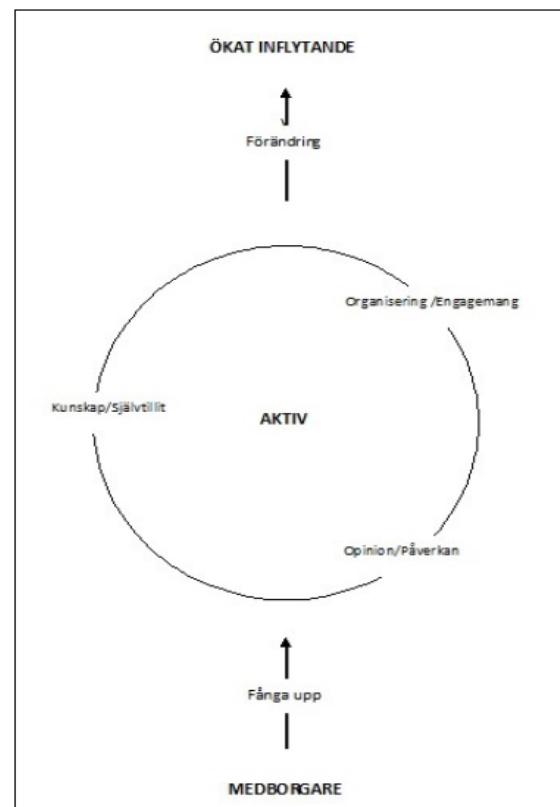 ÖKAT INFLYTANDE
Förändring
Organisering /Engagemang
Kunskap/Självtillit
AKTIV
Opinion/Påverkan
Fånga upp
MEDBORGARE